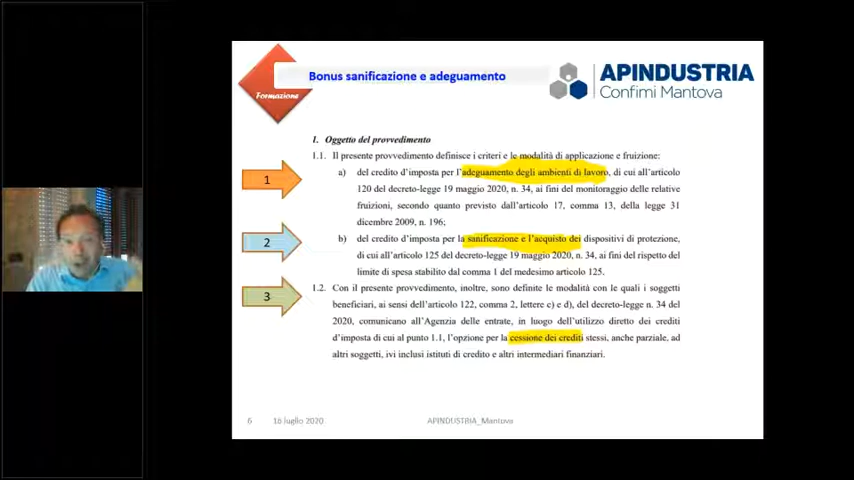 Formazione
Bonus sanificazione e adeguamento
APINDUSTRIA
Confimi Mantova
1. Oggetto del provvedimento
1.1. Il presente provvedimento definisce i criteri e le modalità di applicazione e fruizione:
1
a) del credito d'imposta per l'adeguamento degli ambienti di lavoro, di cui all'articolo
120 del decreto-legge 19 maggio 2020, n. 34, ai fini del monitoraggio delle relative
fruizioni, secondo quanto previsto dall'articolo 17, comma 13, della legge 31
dicembre 2009, n. 196;
2
b) del credito d'imposta per la sanificazione e l'acquisto dei dispositivi di protezione,
di cui all'articolo 125 del decreto-legge 19 maggio 2020, n. 34, ai fini del rispetto del
limite di spesa stabilito dal comma 1 del medesimo articolo 125.
3
1.2. Con il presente provvedimento, inoltre, sono definite le modalità con le quali i soggetti
beneficiari, ai sensi dell'articolo 122, comma 2, lettere c) e d), del decreto-legge n. 34 del
2020, comunicano all'Agenzia delle entrate, in luogo dell'utilizzo diretto dei crediti
d'imposta di cui al punto 1.1, l'opzione per la cessione dei crediti stessi, anche parziale, ad
altri soggetti, ivi inclusi istituti di credito e altri intermediari finanziari.
6
16 luglio 2020
APINDUSTRIA_Mantova